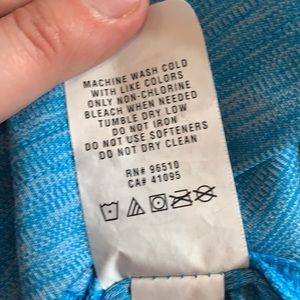 MACHINE WASH COLD
WITH LIKE COLORS
ONLY NON-CHLORINE
BLEACH WHEN NEEDED
TUMBLE DRY LOW
DO NOT IRON
DO NOT USE SOFTENERS
DO NOT DRY CLEAN
RN# 96510
CA# 41095